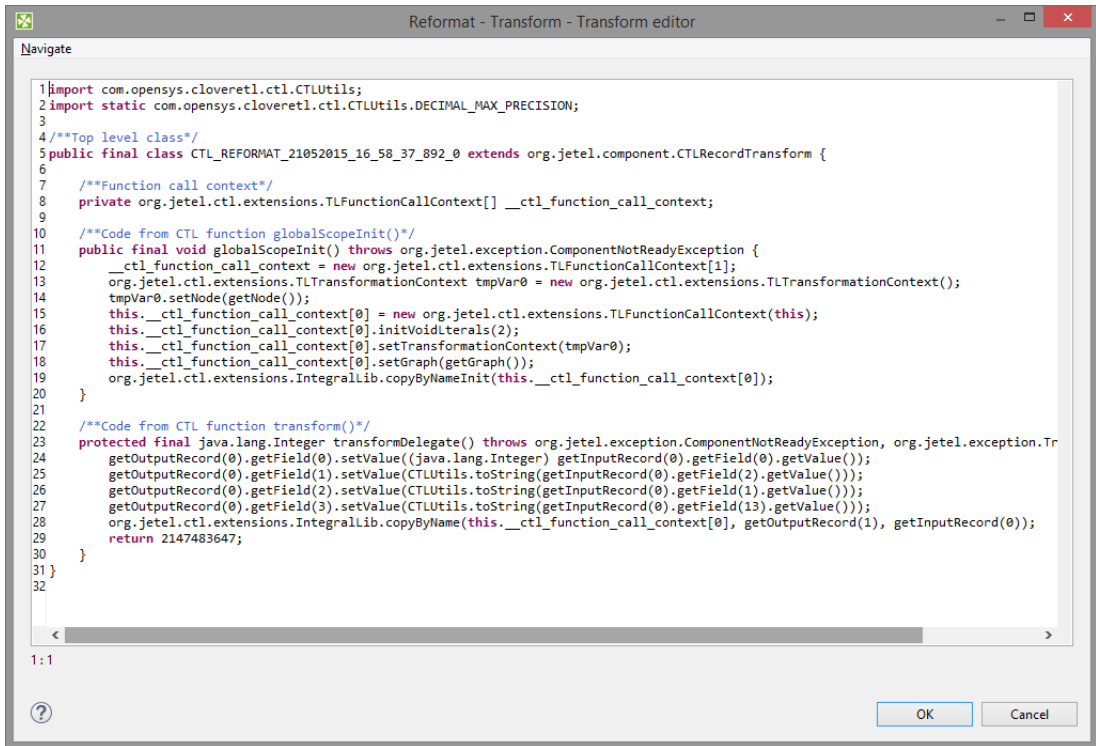 Reformat - Transform - Transform editor
Navigate
1 import com.opensys.cloveretl.ctl.CTLUtils;
2 import static com.opensys.cloveretl.ctl.CTLUtils.DECIMAL_MAX_PRECISION;
3
4 /**Top level class*/
5 public final class CTL_REFORMAT_21052015_16_58_37_892_0 extends org.jetel.component.CTLRecordTransform {
6
7     /**Function call context*/
8     private org.jetel.ctl.extensions.TLFunctionCallContext[] __ctl_function_call_context;
9
10     /**Code from CTL function globalScopeInit()*/
11     public final void globalScopeInit() throws org.jetel.exception.ComponentNotReadyException {
12         __ctl_function_call_context = new org.jetel.ctl.extensions.TLFunctionCallContext[1];
13         org.jetel.ctl.extensions.TLTransformationContext tmpVar0 = new org.jetel.ctl.extensions.TLTransformationContext();
14         tmpVar0.setNode(getNode());
15         this.__ctl_function_call_context[0] = new org.jetel.ctl.extensions.TLFunctionCallContext(this);
16         this.__ctl_function_call_context[0].initVoidLterals(2);
17         this.__ctl_function_call_context[0].setTransformationContext(tmpVar0);
18         this.__ctl_function_call_context[0].setGraph(getGraph());
19         org.jetel.ctl.extensions.IntegralLib.copyByNameInit(this.__ctl_function_call_context[0]);
20     }
21
22     /**Code from CTL function transform()*/
23     protected final java.lang.Integer transformDelegate() throws org.jetel.exception.ComponentNotReadyException, org.jetel.exception.Tr
24         getOutputRecord(0).getField(0).setValue((java.lang.Integer) getInputRecord(0).getField(0).getValue());
25         getOutputRecord(0).getField(1).setValue(CTLUtils.toString(getInputRecord(0).getField(2).getValue()));
26         getOutputRecord(0).getField(2).setValue(CTLUtils.toString(getInputRecord(0).getField(1).getValue()));
27         getOutputRecord(0).getField(3).setValue(CTLUtils.toString(getInputRecord(0).getField(13).getValue()));
28         org.jetel.ctl.extensions.IntegralLib.copyByName(this.__ctl_function_call_context[0], getOutputRecord(1), getInputRecord(0));
29         return 2147483647;
30     }
31 }
32
1:1
?
OK
Cancel